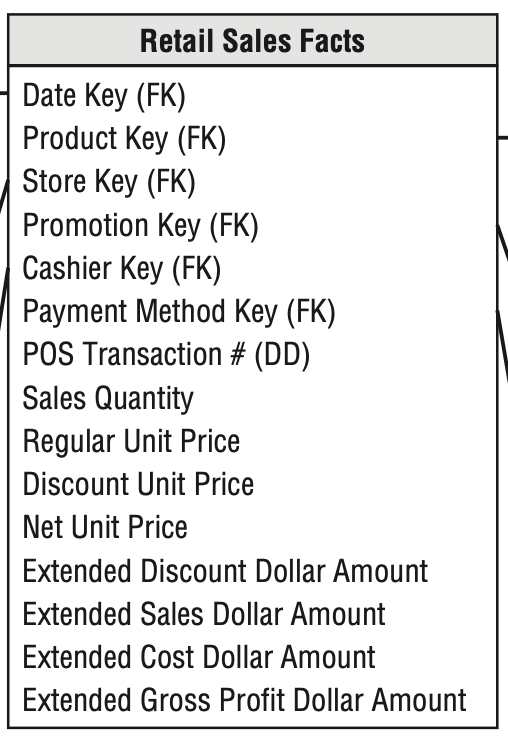 Retail Sales Facts
Date Key (FK)
Product Key (FK)
Store Key (FK)
Promotion Key (FK)
Cashier Key (FK)
Payment Method Key (FK)
POS Transaction # (DD)
Sales Quantity
Regular Unit Price
Discount Unit Price
Net Unit Price
Extended Discount Dollar Amount
Extended Sales Dollar Amount
Extended Cost Dollar Amount
Extended Gross Profit Dollar Amount